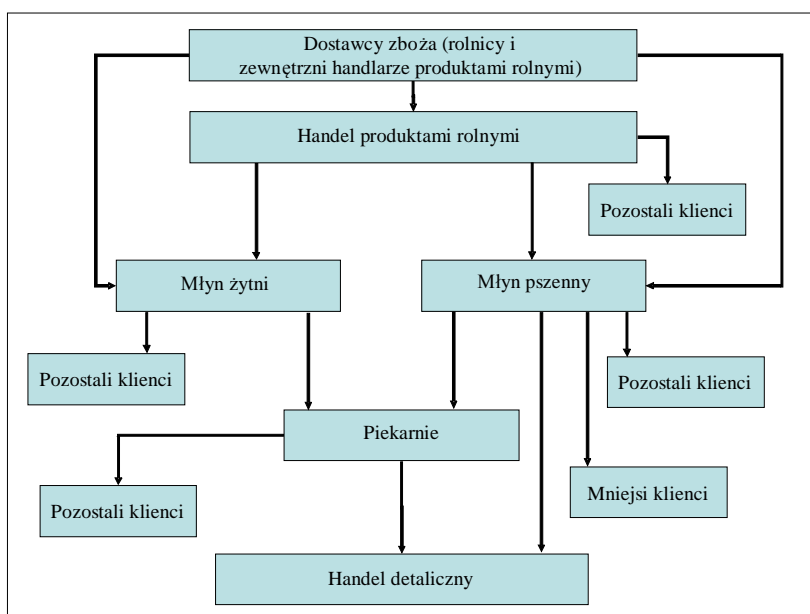 Dostawcy zboża (rolnicy i
zewnętrzni handlarze produktami rolnymi)
Handel produktami rolnymi
Pozostali klienci
Młyn żytni
Młyn pszenny
Pozostali klienci
Pozostali klienci
Piekarnie
Pozostali klienci
Mniejsi klienci
Handel detaliczny